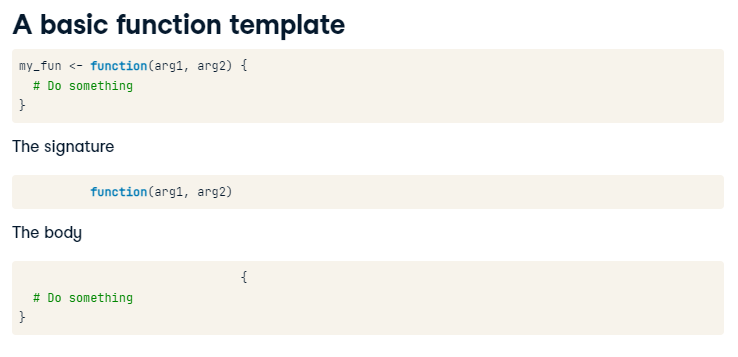 A basic function template
my_fun <- function(arg1, arg2) {
  # Do something
}
The signature
          function(arg1, arg2)
The body
                               {
  # Do something
}